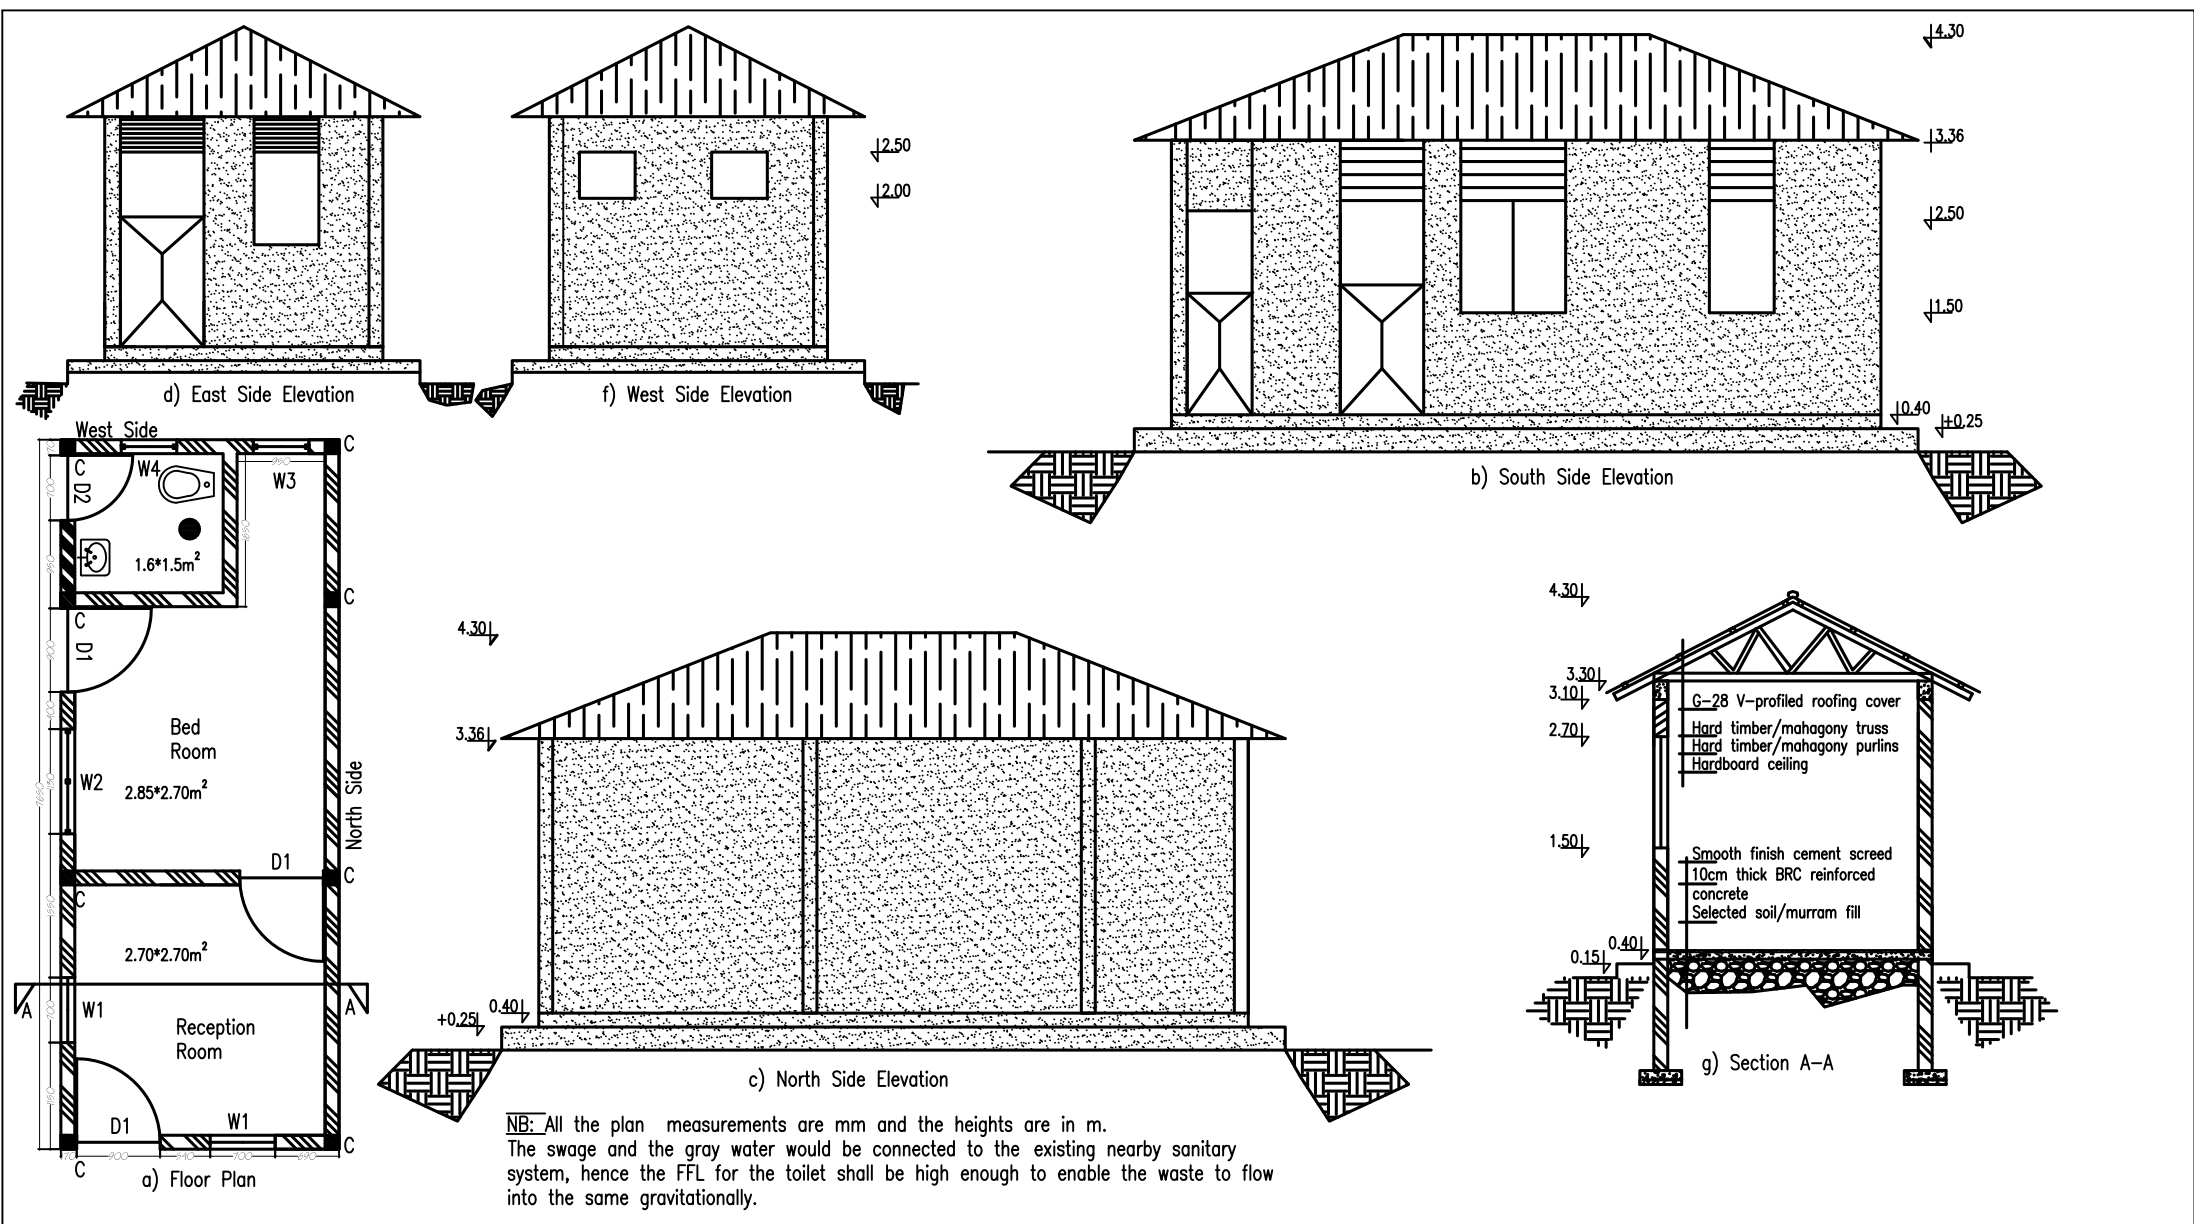 4.30
3.36
2.50
1.50
0.40
+0.25
b) South Side Elevation
2.50
2.00
d) East Side Elevation
f) West Side Elevation
West Side
C
C
W4
W3
D2
1.6*1.5m²
C
C
D1
Bed
Room
W2
2.85*2.70m²
North Side
D1
C
C
2.70*2.70m²
A
W1
A
Reception
Room
D1
W1
C
C
a) Floor Plan
900
700
4.30
3.36
0.40
+0.25
c) North Side Elevation
4.30
3.30
3.10
2.70
1.50
0.40
0.15
G-28 V-profiled roofing cover
Hard timber/mahagony truss
Hard timber/mahagony purlins
Hardboard ceiling
Smooth finish cement screed
10cm thick BRC reinforced
concrete
Selected soil/murram fill
g) Section A-A
NB: All the plan measurements are mm and the heights are in m.
The swage and the gray water would be connected to the existing nearby sanitary
system, hence the FFL for the toilet shall be high enough to enable the waste to flow
into the same gravitationally.